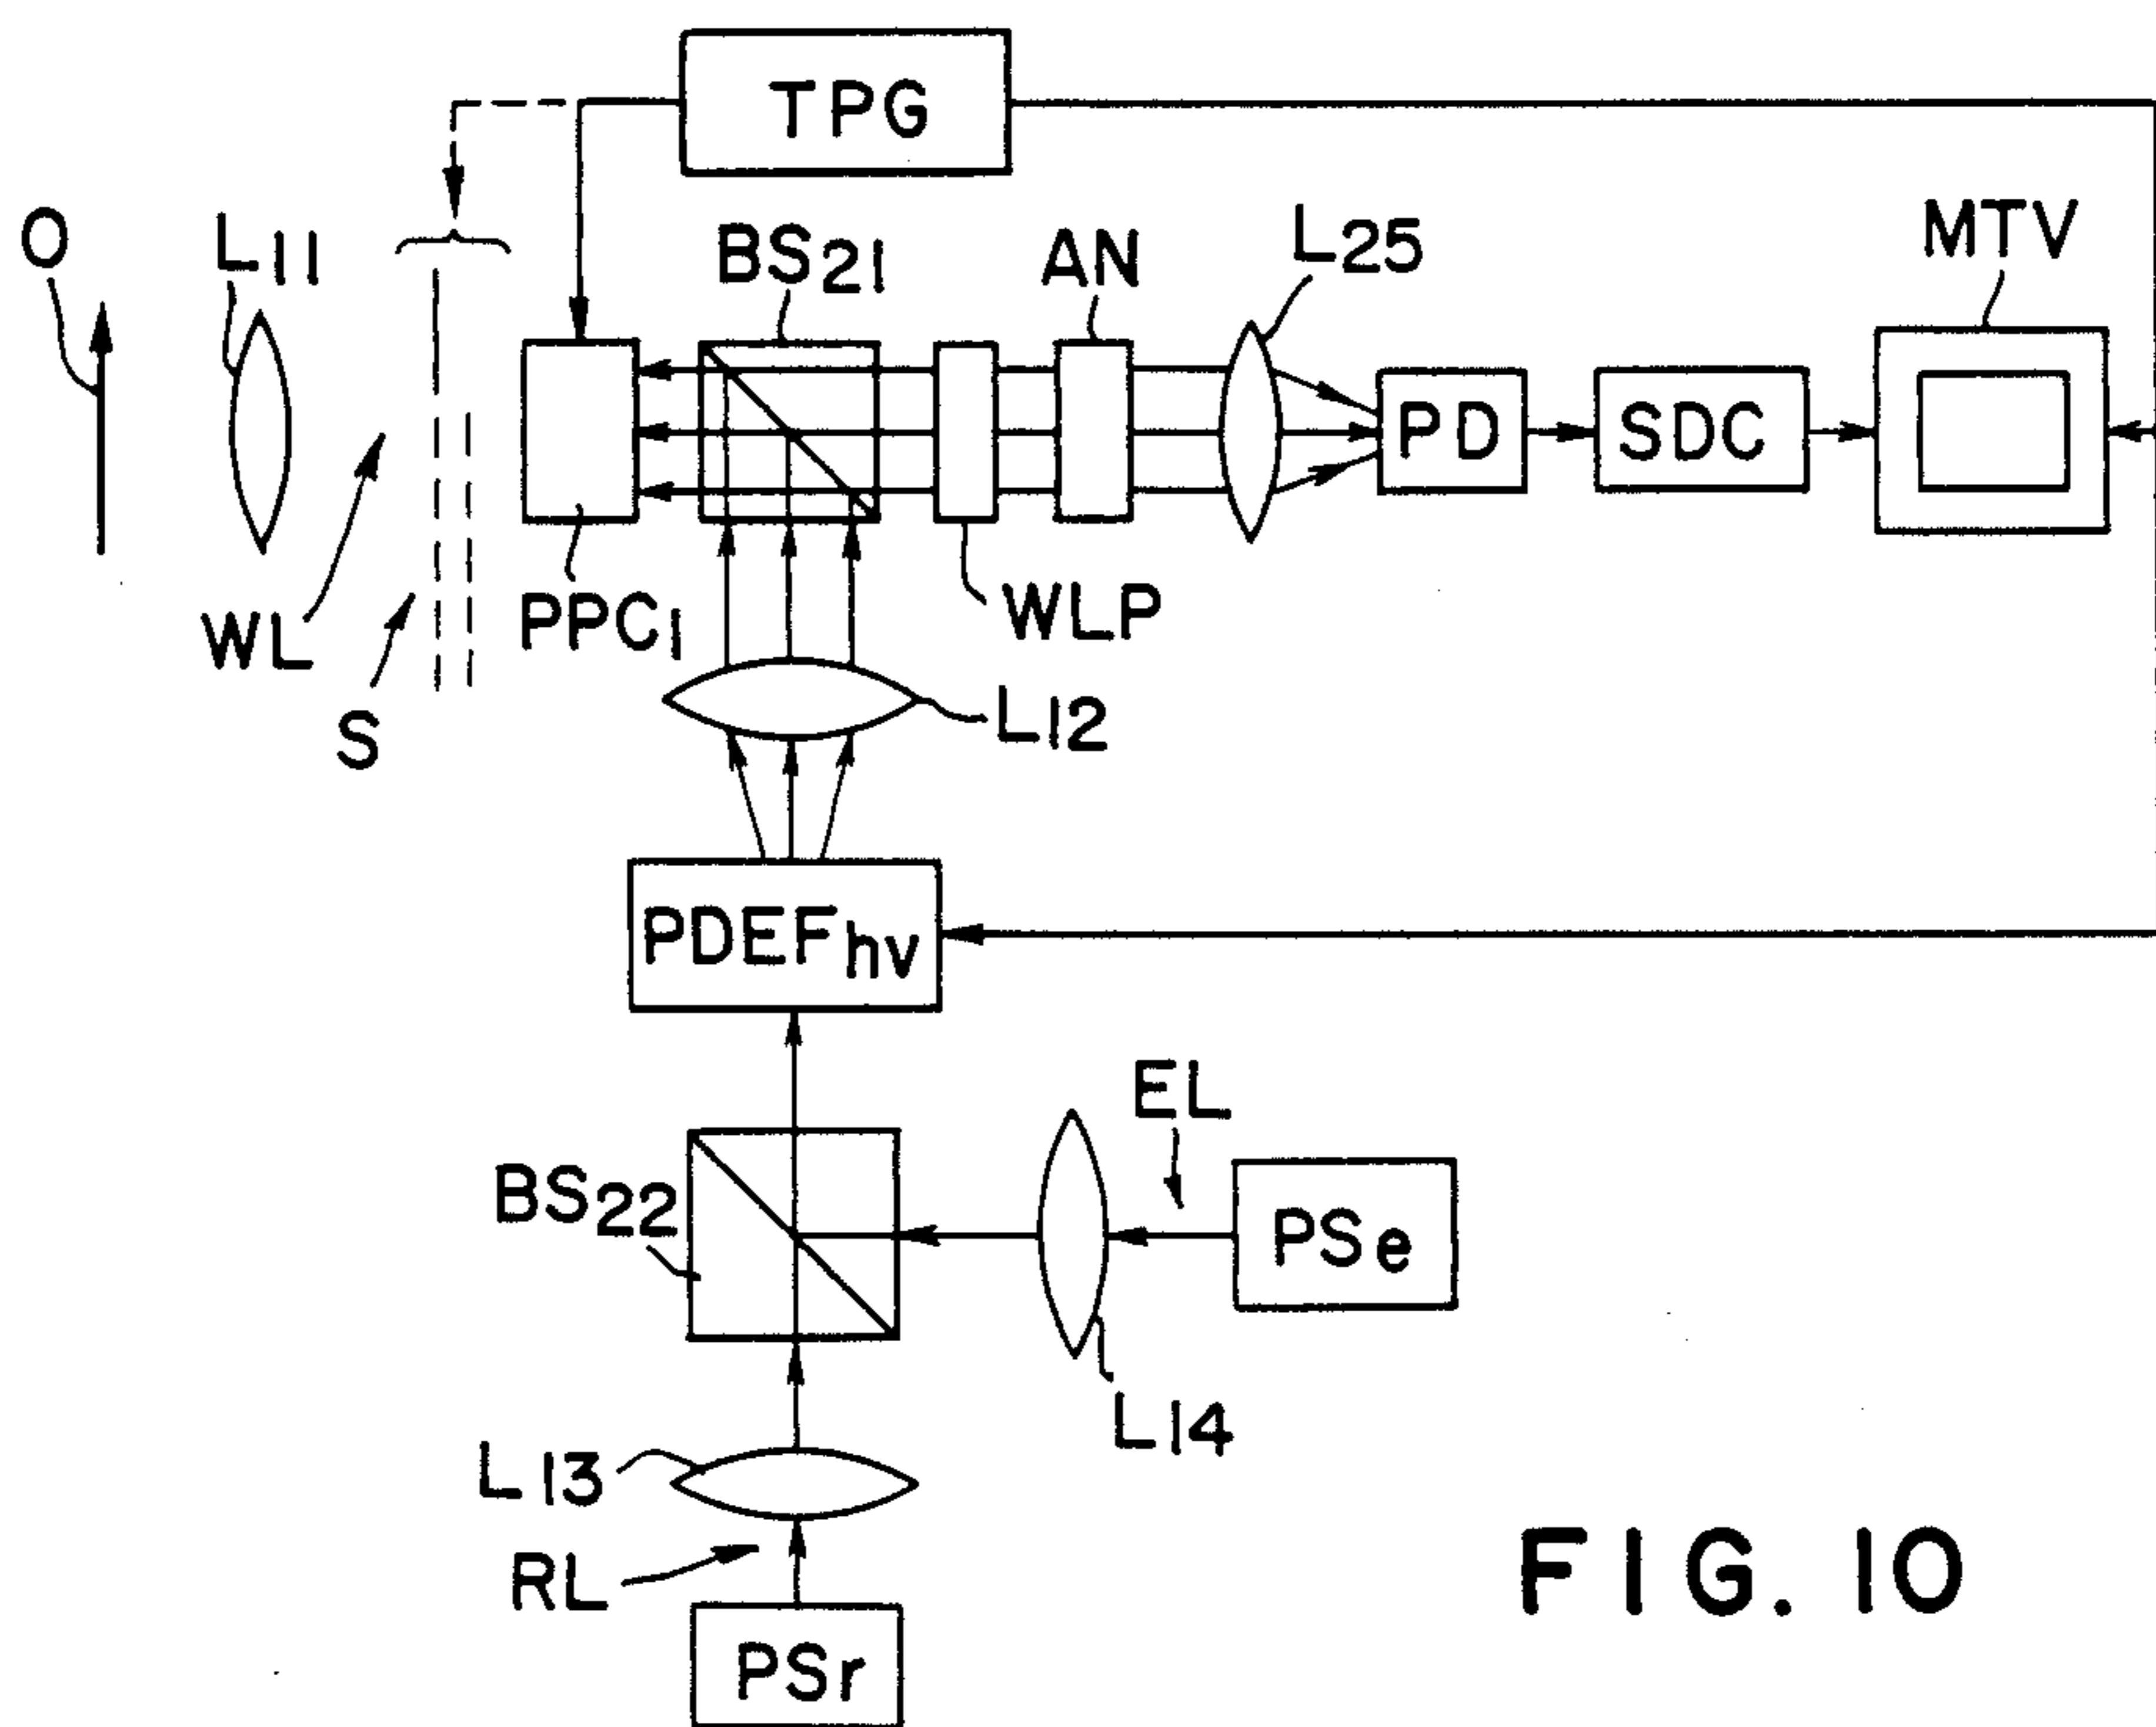 TPG
O
L11
BS21
AN
L25
MTV
PD
SDC
WL
PPC1
WLP
S
L12
PDEFhv
EL
BS22
PSe
L14
L13
RL
PSr
FIG. 10